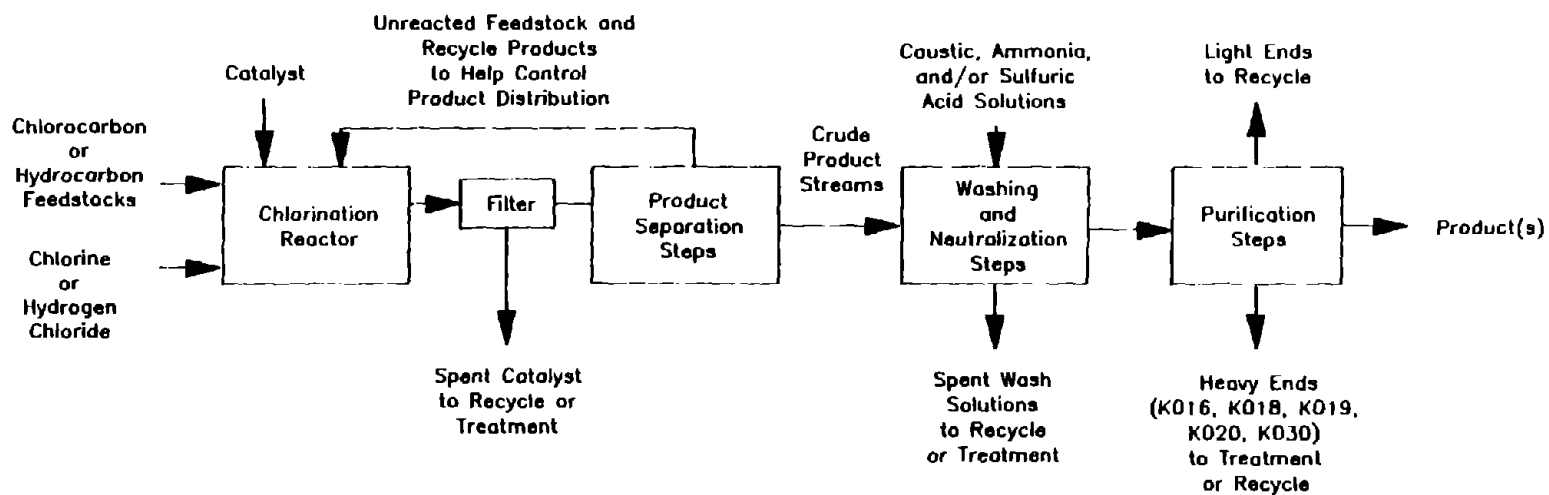 Unreacted Feedstock and
Recycle Products
to Help Control
Product Distribution
Catalyst
Caustic, Ammonia,
and/or Sulfuric
Acid Solutions
Light Ends
to Recycle
Chlorocarbon
or
Hydrocarbon
Feedstocks
Chlorine
or
Hydrogen
Chloride
Chlorination
Reactor
Filter
Product
Separation
Steps
Crude
Product
Streams
Washing
and
Neutralization
Steps
Purification
Steps
Product(s)
Spent Catalyst
to Recycle or
Treatment
Spent Wash
Solutions
to Recycle
or Treatment
Heavy Ends
(K016, K018, K019,
K020, K030)
to Treatment
or Recycle